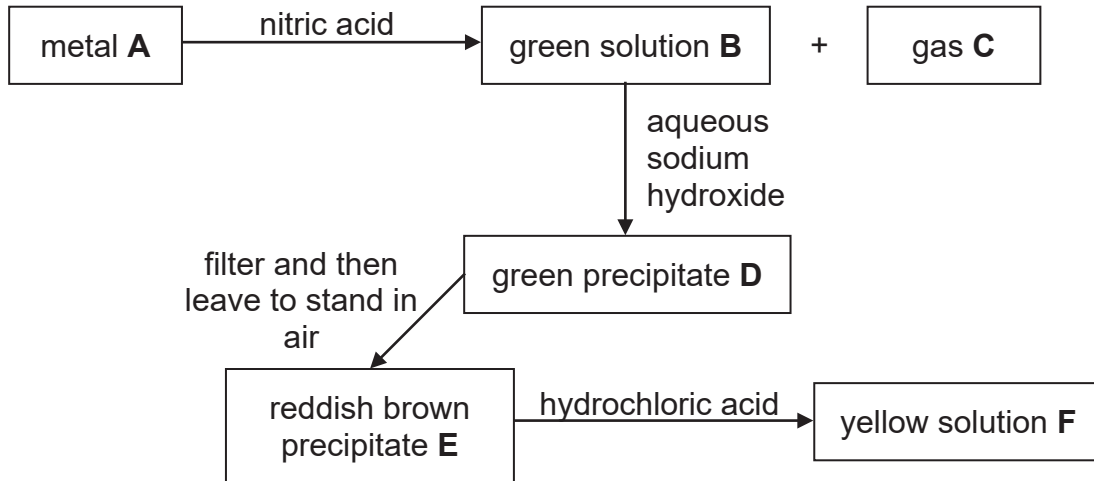 metal A
nitric acid
green solution B
+
gas C
aqueous
sodium
hydroxide
green precipitate D
filter and then
leave to stand in
air
reddish brown
precipitate E
hydrochloric acid
yellow solution F